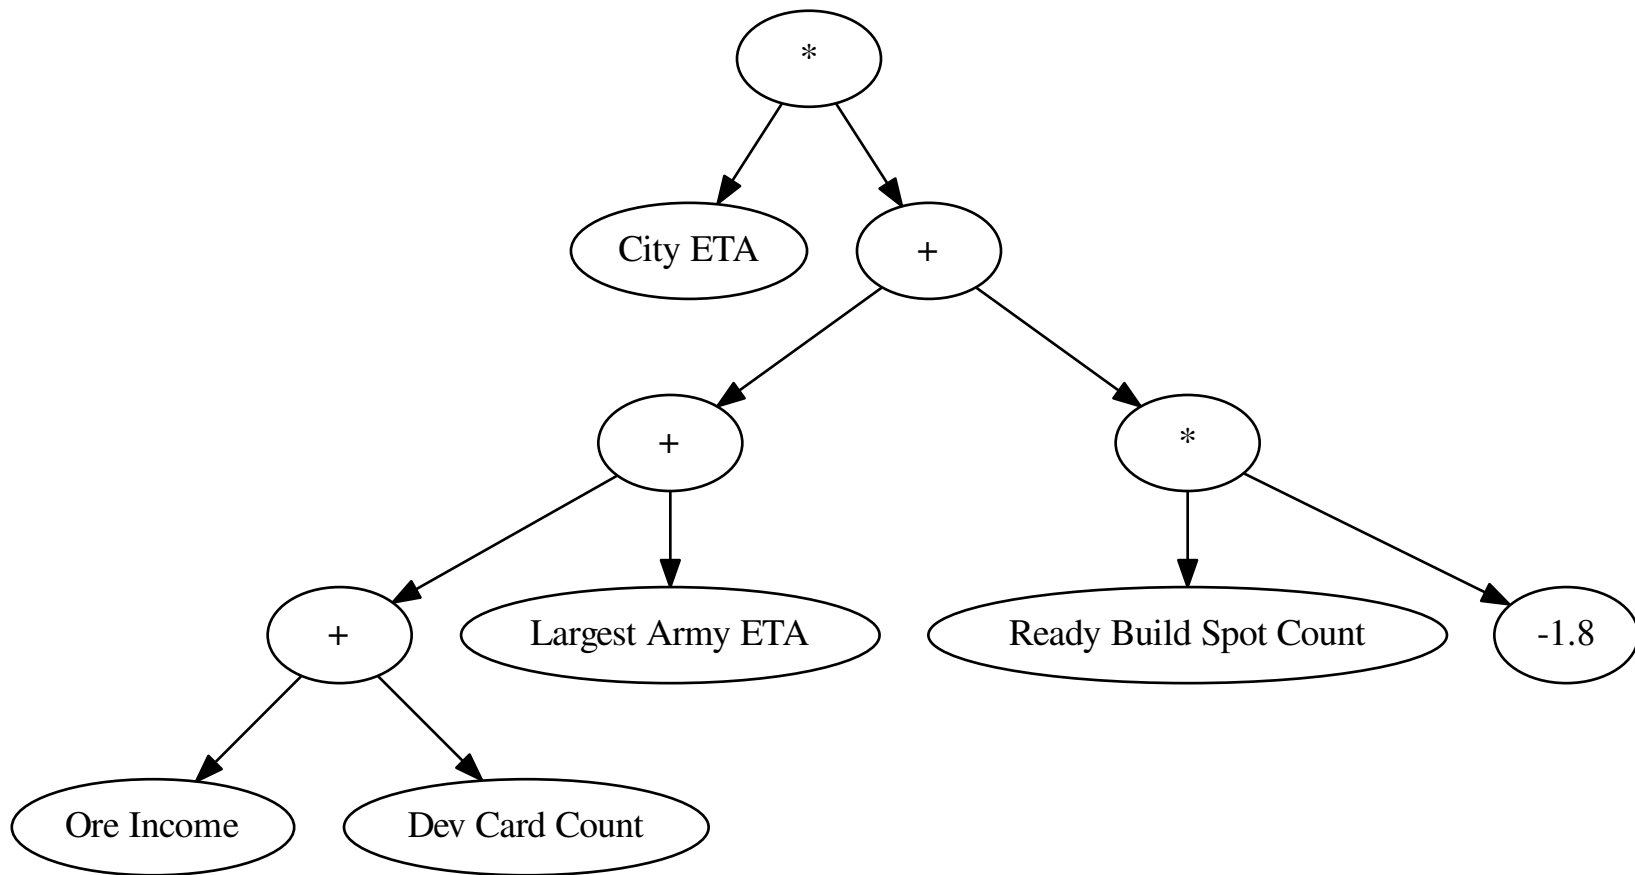 *
City ETA
+
+
*
+
Largest Army ETA
Ready Build Spot Count
-1.8
Ore Income
Dev Card Count